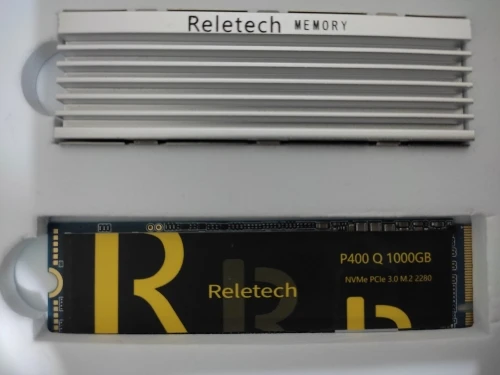 Reletech MEMORY
P400 Q 1000GB
NVMe PCIe 3.0 M.2 2280
Reletech